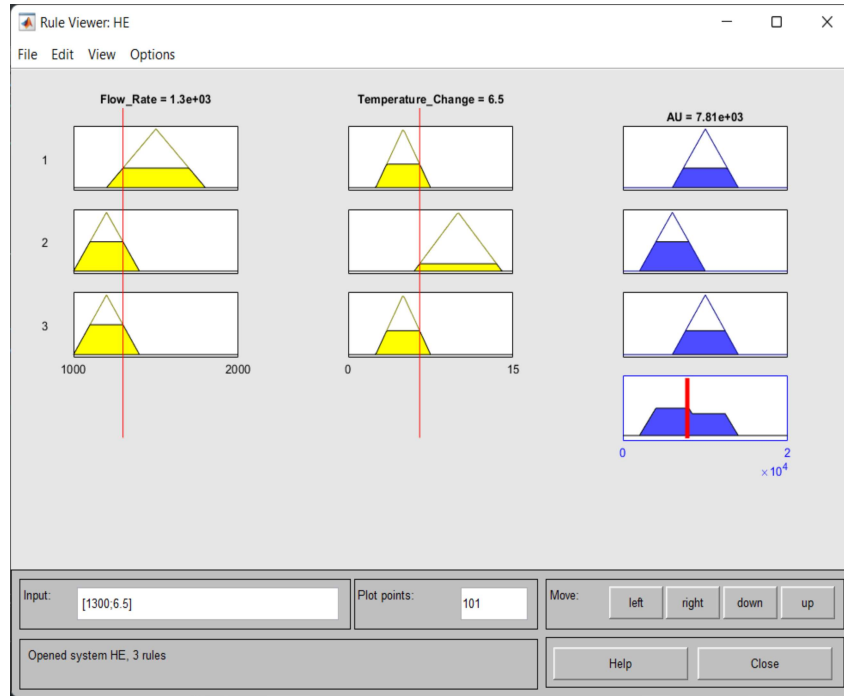 Rule Viewer: HE
File Edit View Options
Flow_Rate = 1.3e+03
Temperature_Change = 6.5
AU = 7.81e+03
1
2
3
1000 2000
0 15
0 2
×10^4
Input: [1300;6.5]
Plot points: 101
Move: left right down up
Opened system HE, 3 rules
Help Close